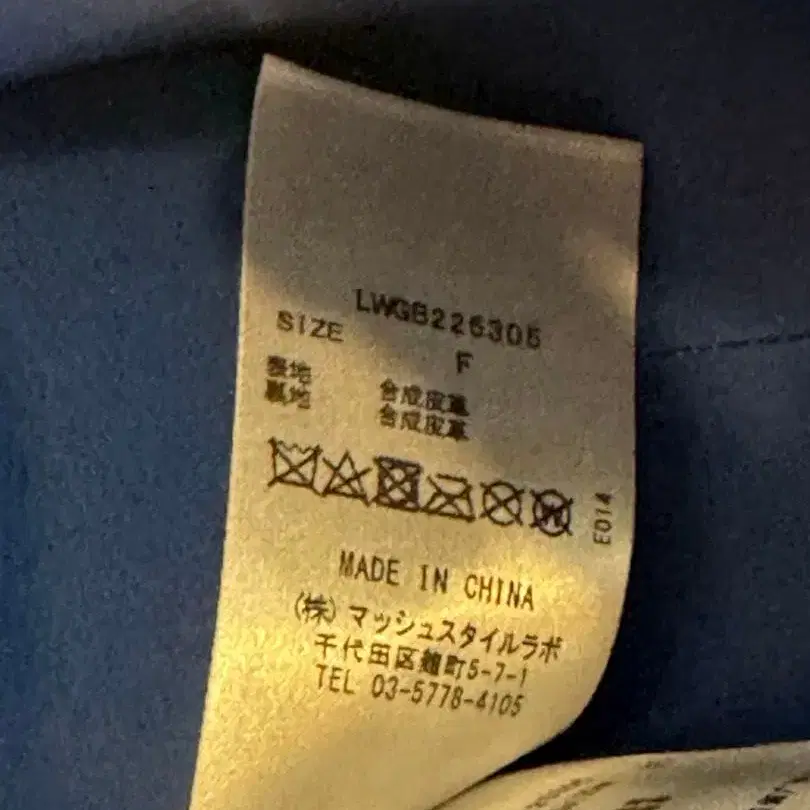 LWGB225305
SIZE F
表地 合成皮革
裏地 合成皮革
E014
MADE IN CHINA
(株)マッシュスタイルラボ
千代田区麹町5-7-1
TEL 03-5778-4105